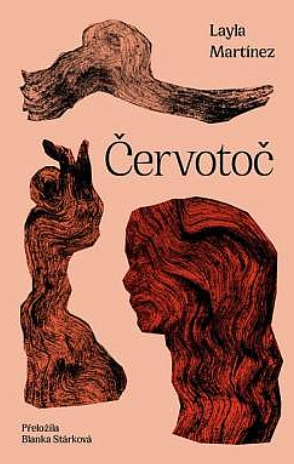 Layla
Martínez
Červotoč
Přeložila
Blanka Stárková